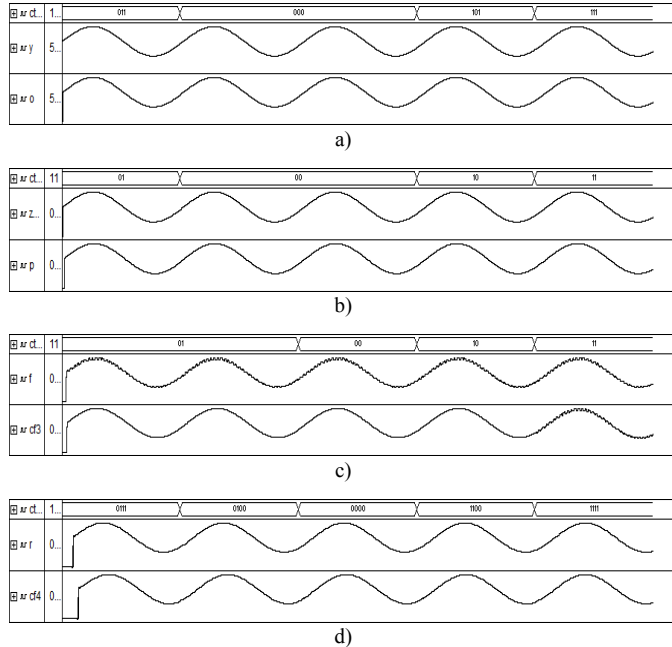 ct... 1... 011 000 101 111
y 5...
o 5...
a)
ct... 11 01 00 10 11
z... 0...
p 0...
b)
ct... 11 01 00 10 11
f 0...
cf3 0...
c)
ct... 1... 0111 0100 0000 1100 1111
r 0...
cf4 0...
d)